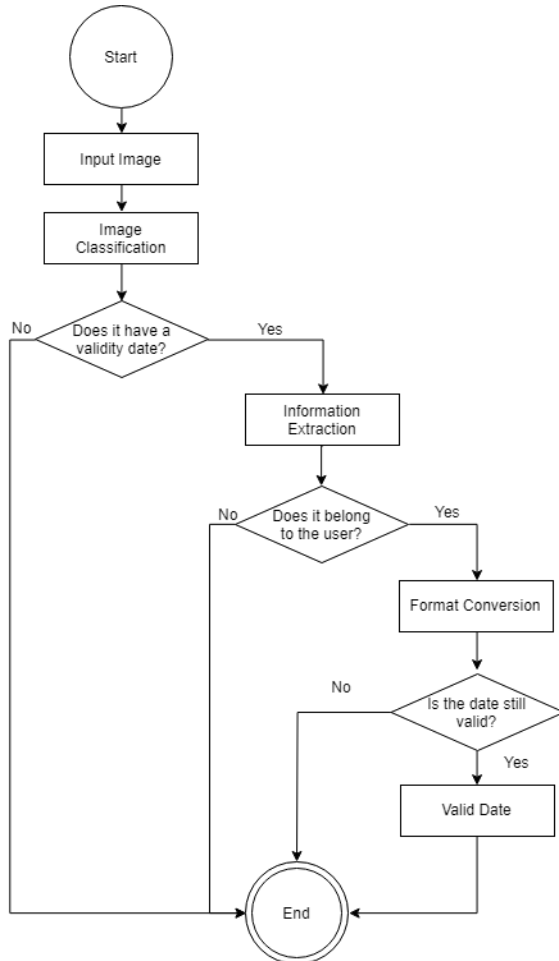 Start
Input Image
Image
Classification
No
Does it have a
validity date?
Yes
Information
Extraction
No
Does it belong
to the user?
Yes
Format Conversion
No
Is the date still
valid?
Yes
Valid Date
End